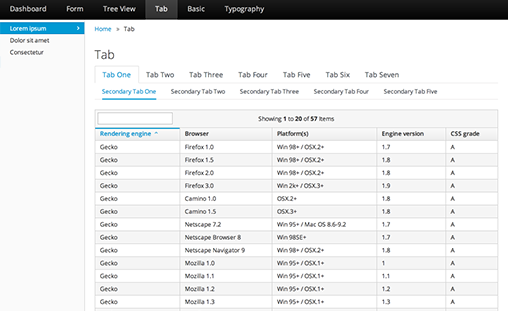 Dashboard Form Tree View Tab Basic Typography
Lorem Ipsum
Dolor sit amet
Consectetur
Home » Tab
Tab
Tab One Tab Two Tab Three Tab Four Tab Five Tab Six Tab Seven
Secondary Tab One Secondary Tab Two Secondary Tab Three Secondary Tab Four Secondary Tab Five
Showing 1 to 20 of 57 Items
Rendering engine Browser Platform(s) Engine version CSS grade
Gecko Firefox 1.0 Win 98+ / OSX.2+ 1.7 A
Gecko Firefox 1.5 Win 98+ / OSX.2+ 1.8 A
Gecko Firefox 2.0 Win 98+ / OSX.2+ 1.8 A
Gecko Firefox 3.0 Win 2k+ / OSX.3+ 1.9 A
Gecko Camino 1.0 OSX.2+ 1.8 A
Gecko Camino 1.5 OSX.3+ 1.8 A
Gecko Netscape 7.2 Win 95+ / Mac OS 8.6-9.2 1.7 A
Gecko Netscape Browser 8 Win 98SE+ 1.7 A
Gecko Netscape Navigator 9 Win 98+ / OSX.2+ 1.8 A
Gecko Mozilla 1.0 Win 95+ / OSX.1+ 1 A
Gecko Mozilla 1.1 Win 95+ / OSX.1+ 1.1 A
Gecko Mozilla 1.2 Win 95+ / OSX.1+ 1.2 A
Gecko Mozilla 1.3 Win 95+ / OSX.1+ 1.3 A